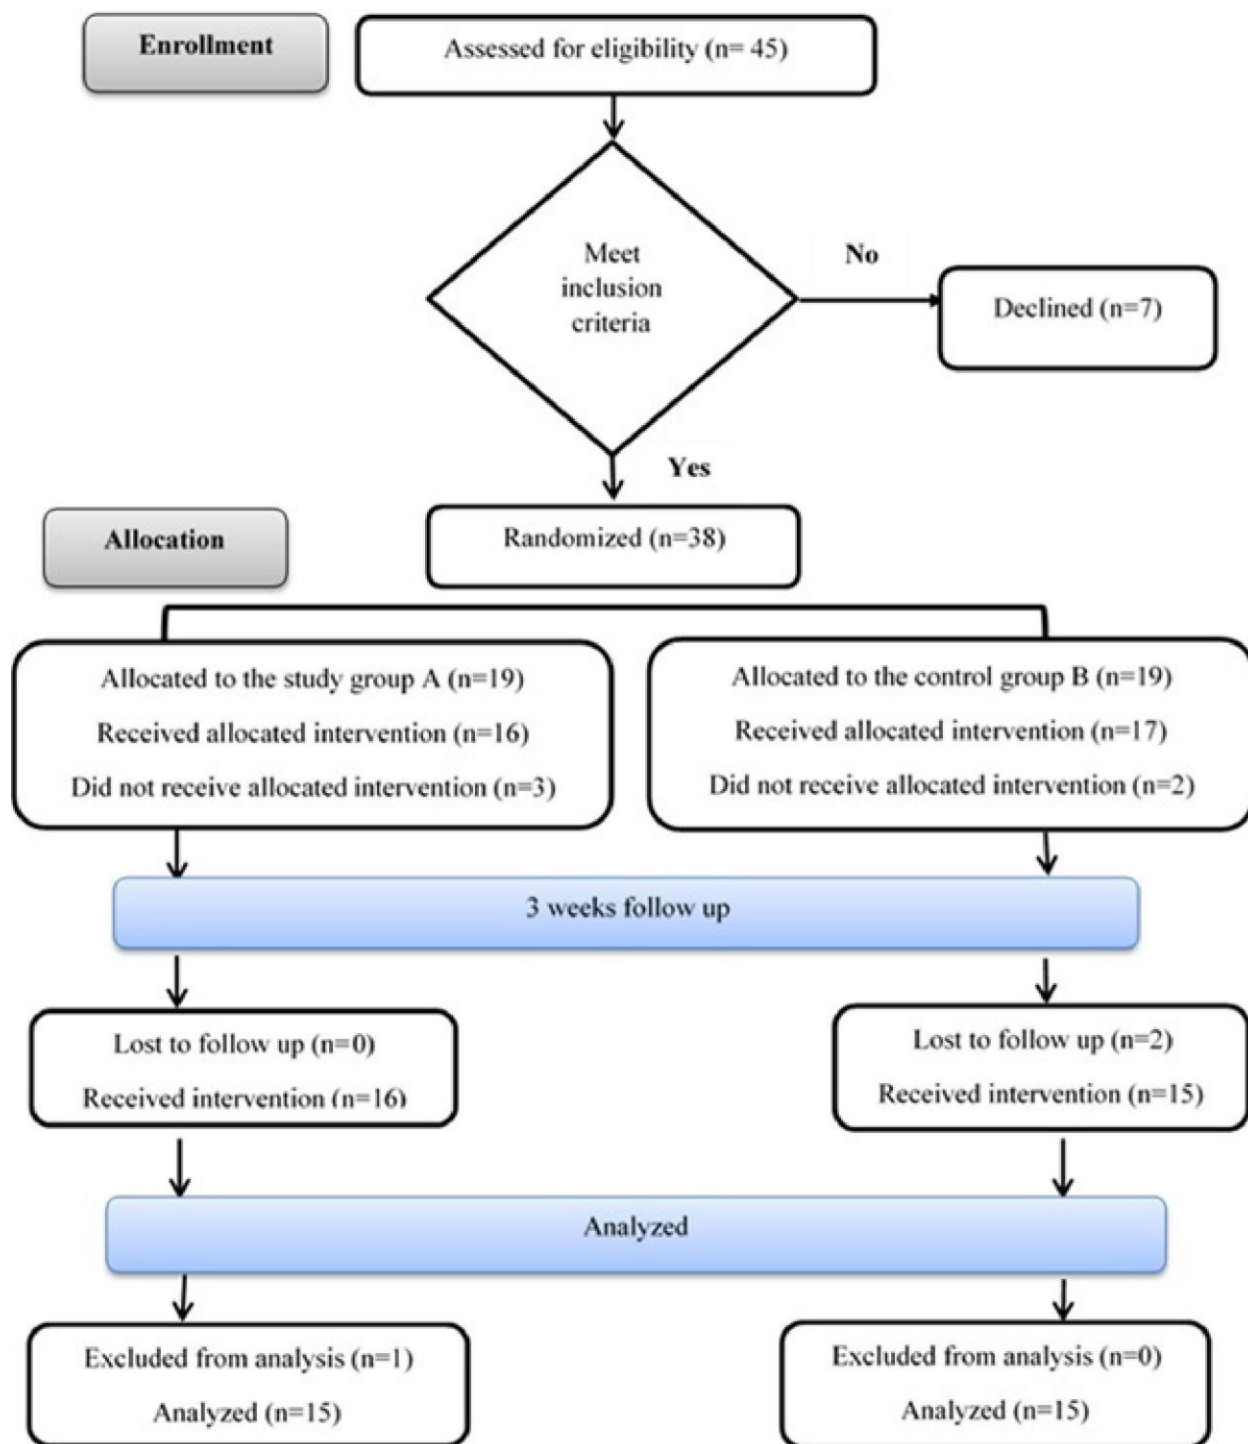 Enrollment
Assessed for eligibility (n= 45)
Meet
inclusion
criteria
No
Declined (n=7)
Yes
Allocation
Randomized (n=38)
Allocated to the study group A (n=19)
Received allocated intervention (n=16)
Did not receive allocated intervention (n=3)
Allocated to the control group B (n=19)
Received allocated intervention (n=17)
Did not receive allocated intervention (n=2)
3 weeks follow up
Lost to follow up (n=0)
Received intervention (n=16)
Lost to follow up (n=2)
Received intervention (n=15)
Analyzed
Excluded from analysis (n=1)
Analyzed (n=15)
Excluded from analysis (n=0)
Analyzed (n=15)